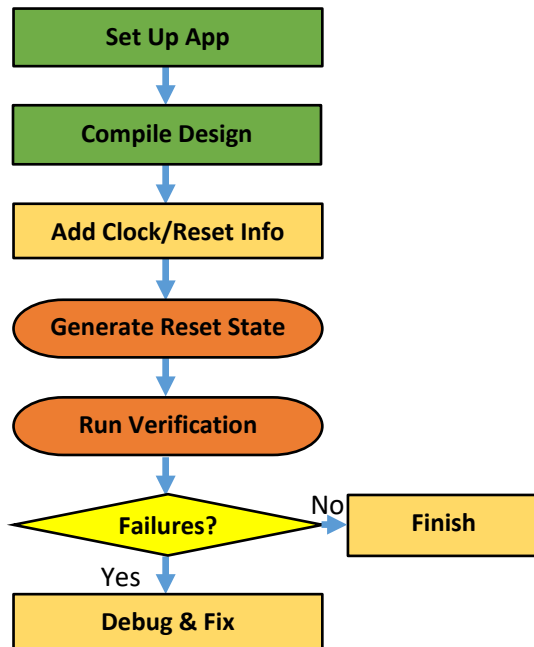 Set Up App
Compile Design
Add Clock/Reset Info
Generate Reset State
Run Verification
Failures?
No
Finish
Yes
Debug & Fix